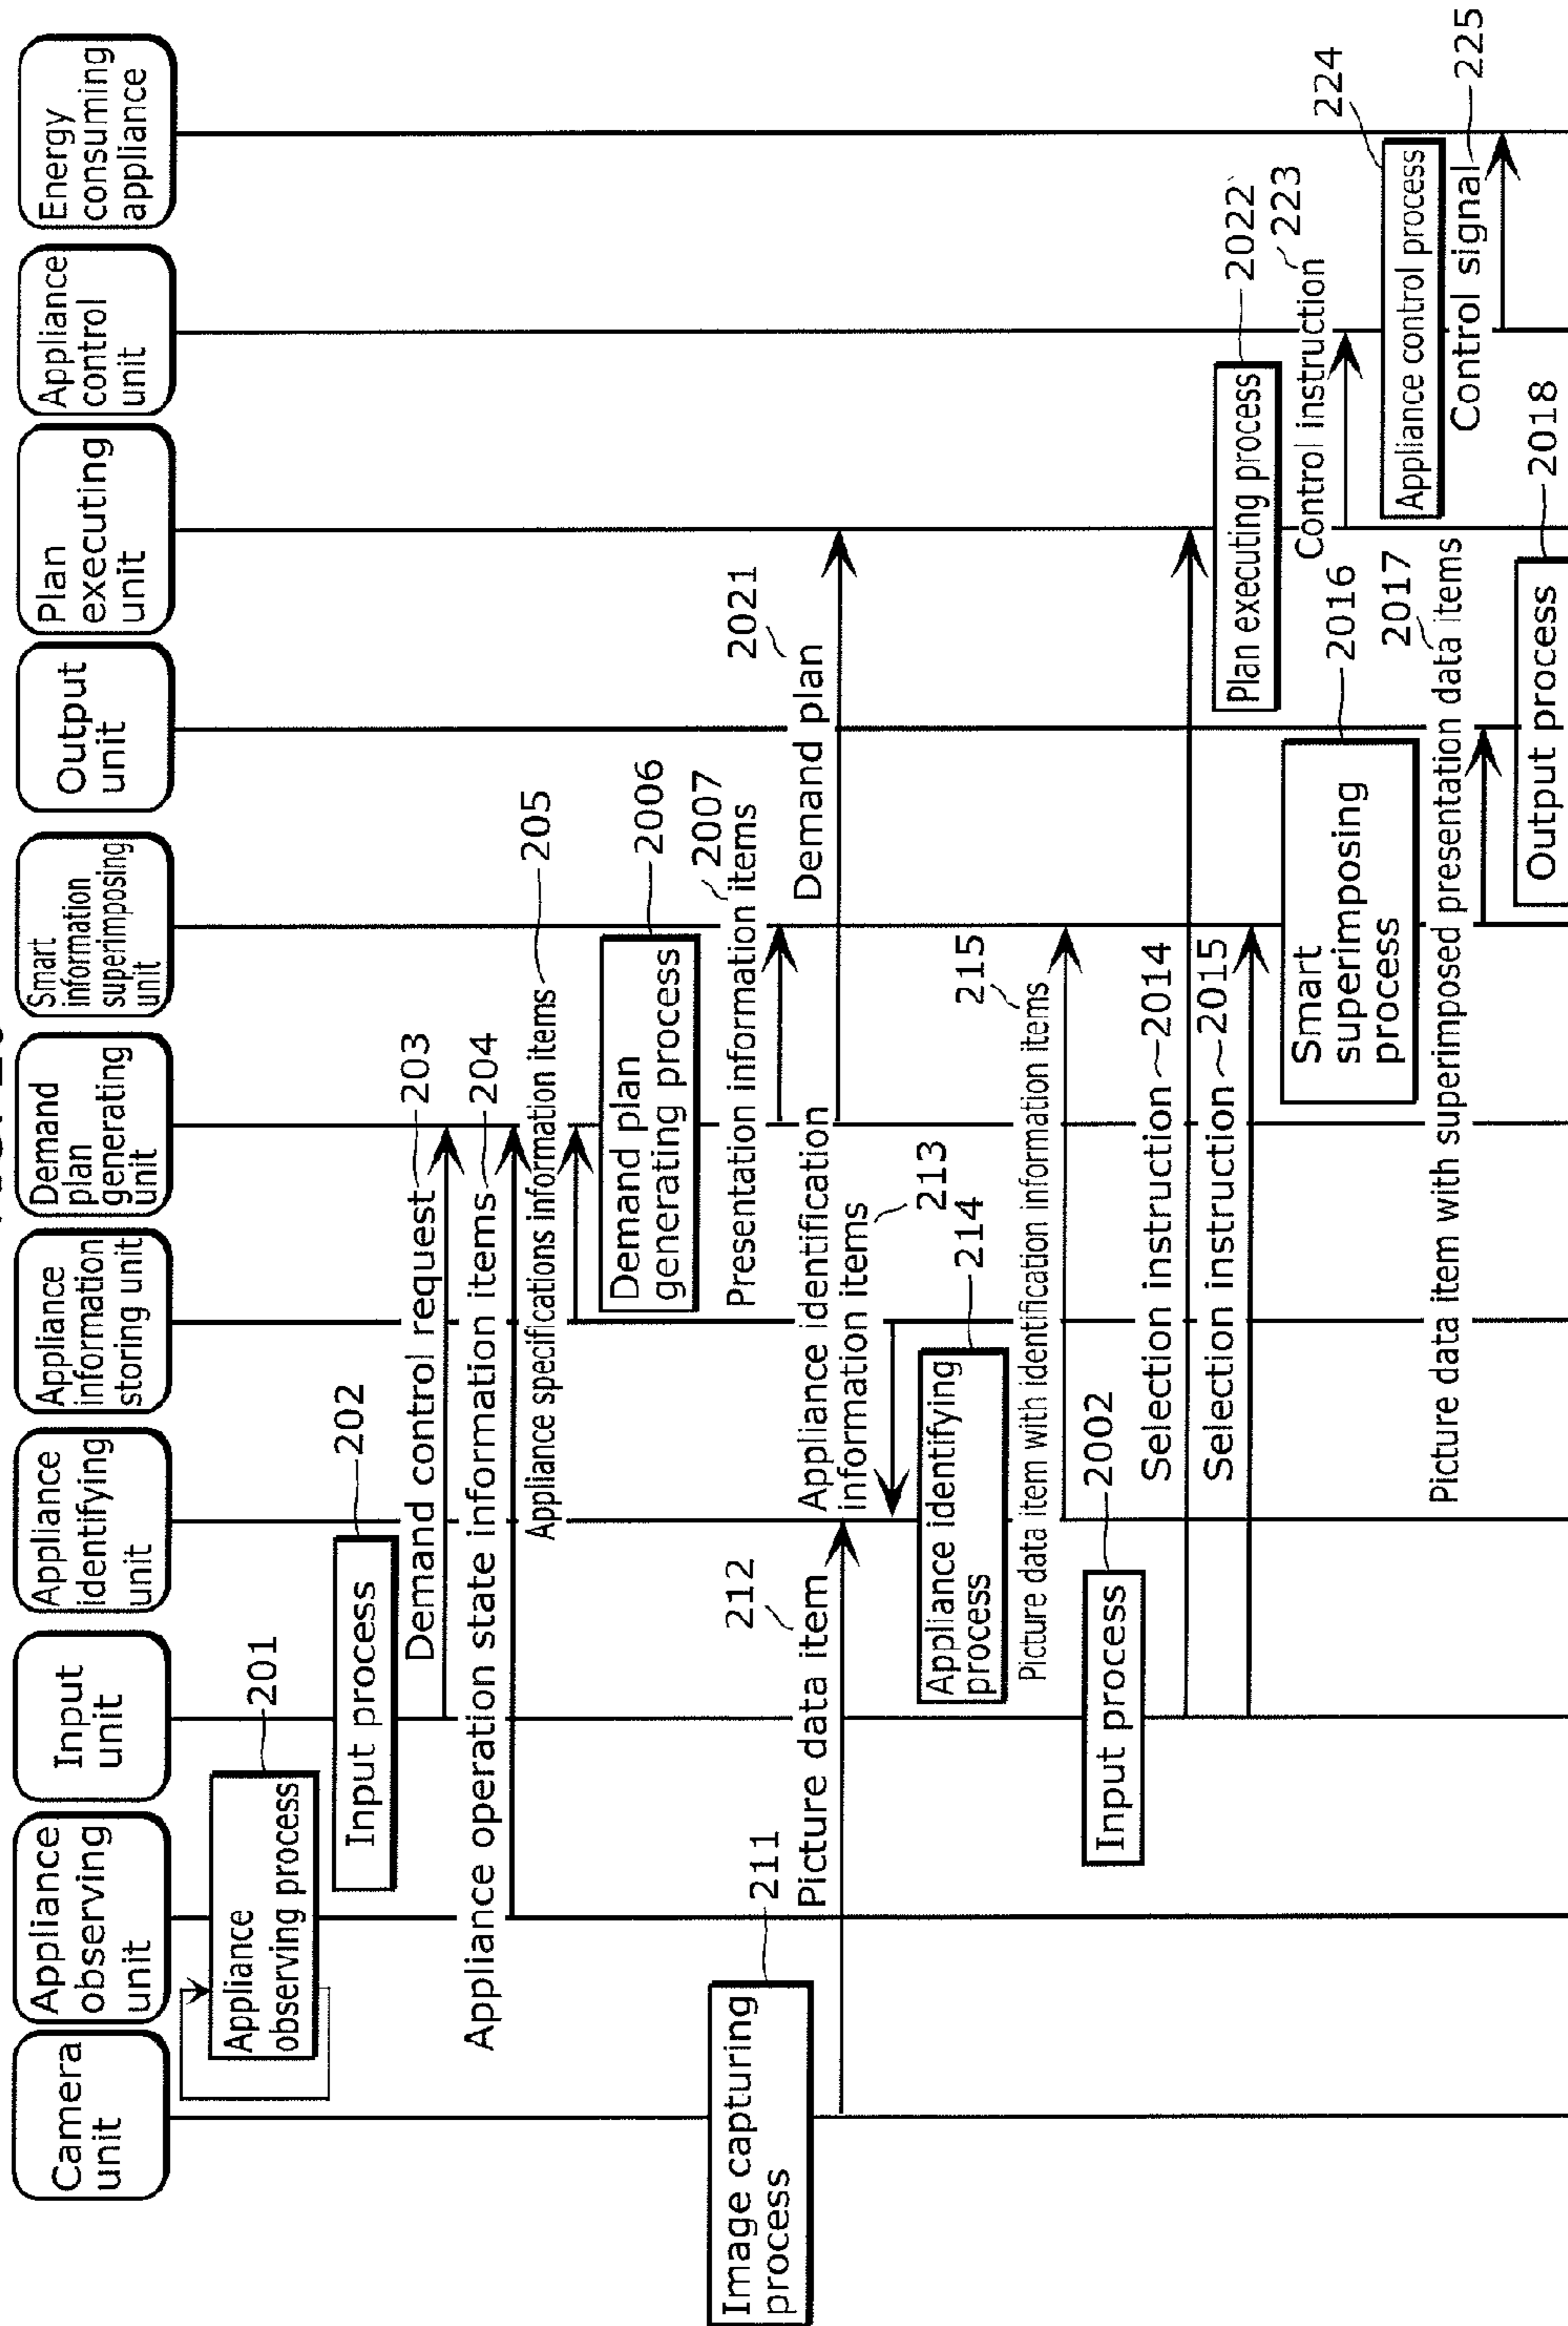 Camera
unit
Appliance
observing
unit
Input
unit
Appliance
identifying
unit
Appliance
information
storing unit
Demand
plan
generating
unit
Smart
information
superimposing
unit
Output
unit
Plan
executing
unit
Appliance
control
unit
Energy
consuming
appliance
Appliance
observing process
201
Input process
202
Demand control request
203
Appliance operation state information items
204
Appliance specifications information items
205
Demand plan
generating process
2006
Image capturing
process
211
2007
Presentation information items
212
Picture data item
2021
Demand plan
Appliance identification
information items
213
Appliance identifying
process
214
215
Picture data item with identification information items
Input process
2002
Selection instruction
2014
Selection instruction
2015
Plan executing process
2022
223
Control instruction
Smart
superimposing
process
2016
Appliance control process
224
2017
Picture data item with superimposed presentation data items
Control signal
225
Output process
2018